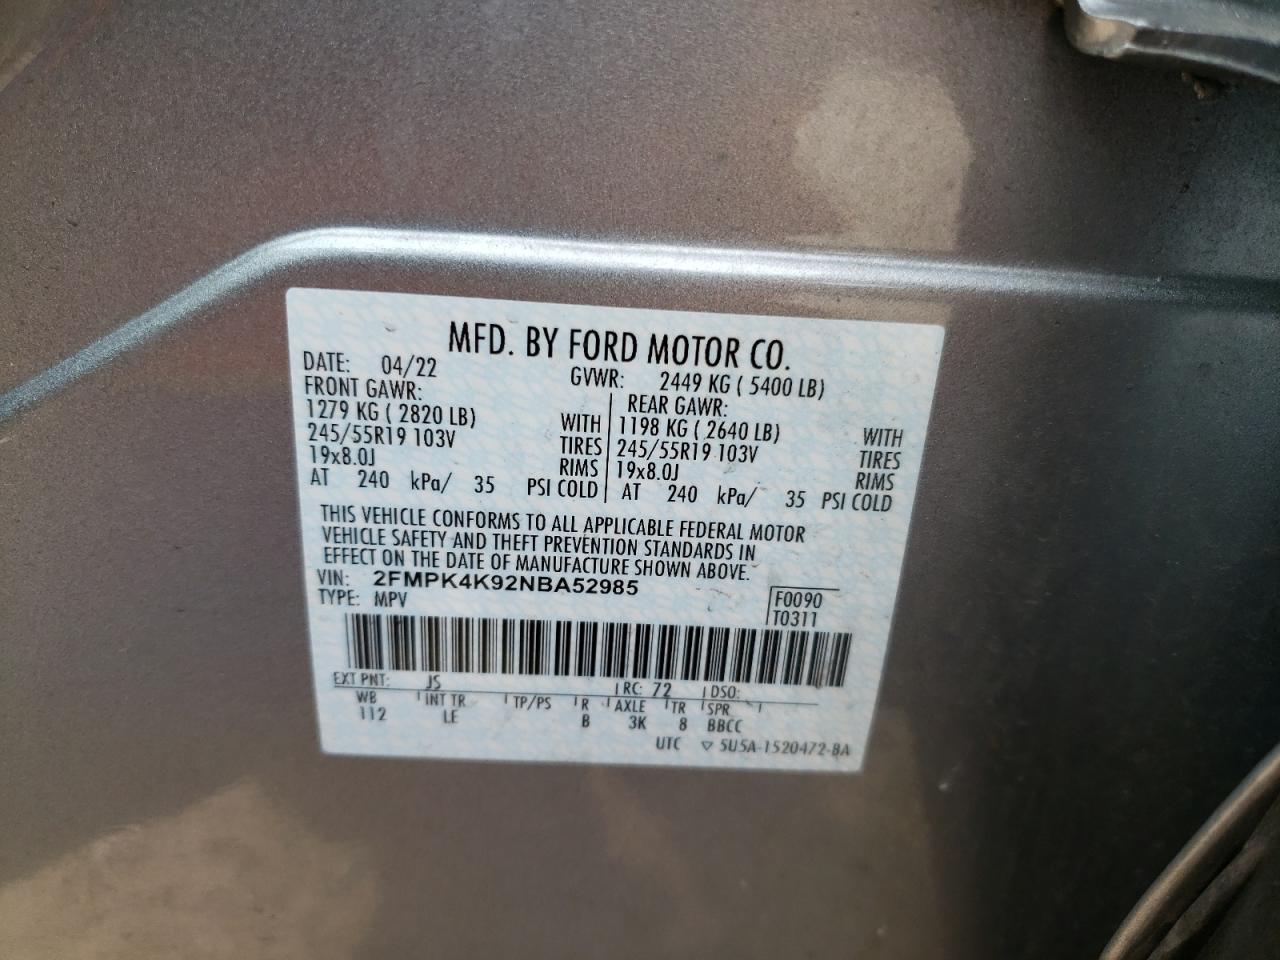 MFD. BY FORD MOTOR CO.
DATE: 04/22 GVWR: 2449 KG ( 5400 LB)
FRONT GAWR: REAR GAWR:
1279 KG ( 2820 LB) WITH 1198 KG ( 2640 LB) WITH
245/55R19 103V TIRES 245/55R19 103V TIRES
19x8.0J RIMS 19x8.0J RIMS
AT 240 kPa/ 35 PSI COLD AT 240 kPa/ 35 PSI COLD
THIS VEHICLE CONFORMS TO ALL APPLICABLE FEDERAL MOTOR
VEHICLE SAFETY AND THEFT PREVENTION STANDARDS IN
EFFECT ON THE DATE OF MANUFACTURE SHOWN ABOVE.
VIN: 2FMPK4K92NBA52985
TYPE: MPV
F0090
T0311
EXT PNT: JS RC: 72 DSO:
WB INT TR TP/PS R AXLE TR SPR
112 LE B 3K 8 BBCC
UTC ▽ 5U5A-1520472-BA